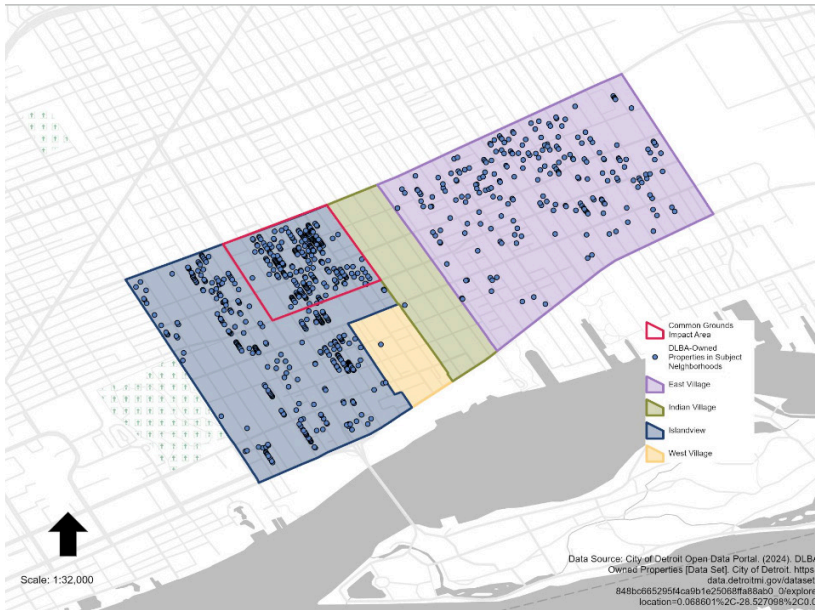 Common Grounds
Impact Area
DLBA-Owned
Properties in Subject
Neighborhoods
East Village
Indian Village
Islandview
West Village
Scale: 1:32,000
Data Source: City of Detroit Open Data Portal. (2024). DLBA
Owned Properties [Data Set]. City of Detroit. https
data.detroitmi.gov/dataset
848bc665295f4ca9b1e25068ffa88ab0_0/explore
location=0.068601%2C-28.527098%2C0.0